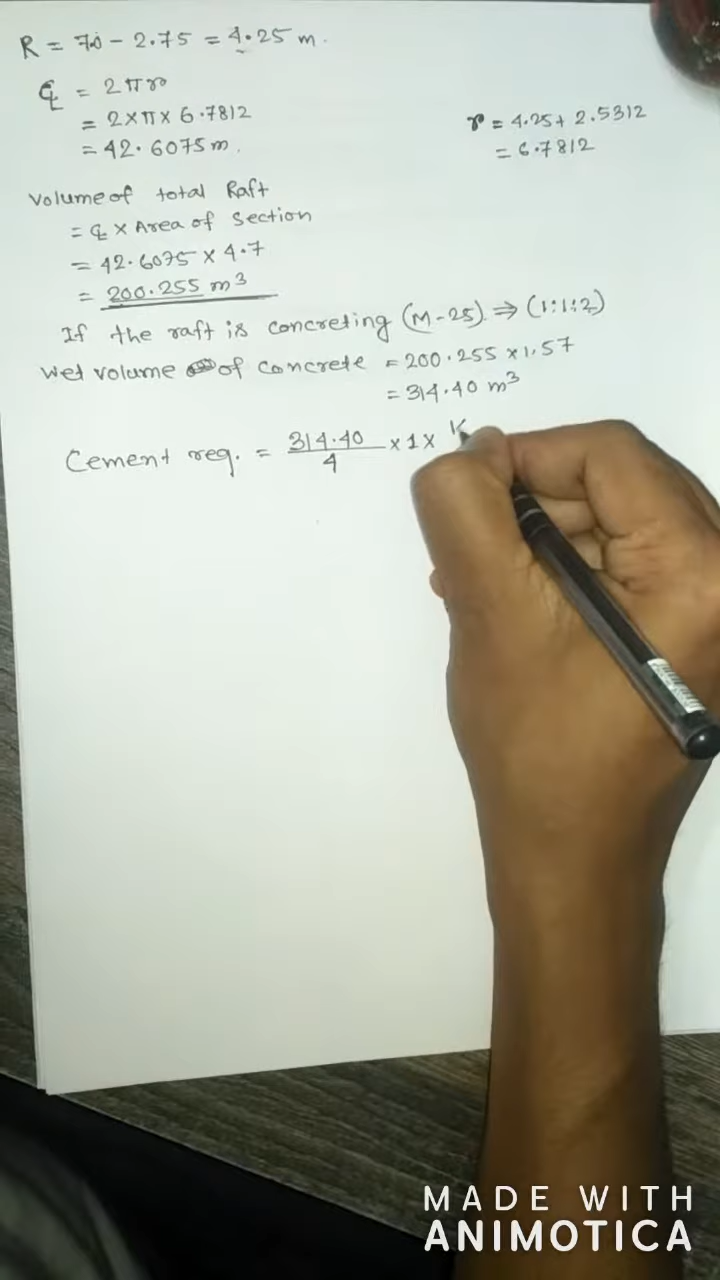 R = 7.0 - 2.75 = 4.25 m.
℄ = 2πr
= 2×π× 6.7812
= 42.6075 m.
r = 4.25 + 2.5312
= 6.7812
Volume of total Raft
= ℄ × Area of Section
= 42.6075 × 4.7
= 200.255 m³
If the raft is concreting (M-25). ⇒ (1:1:2)
Wet volume of concrete = 200.255 × 1.57
= 314.40 m³
Cement req. = 314.40/4 × 1 ×
MADE WITH
ANIMOTICA